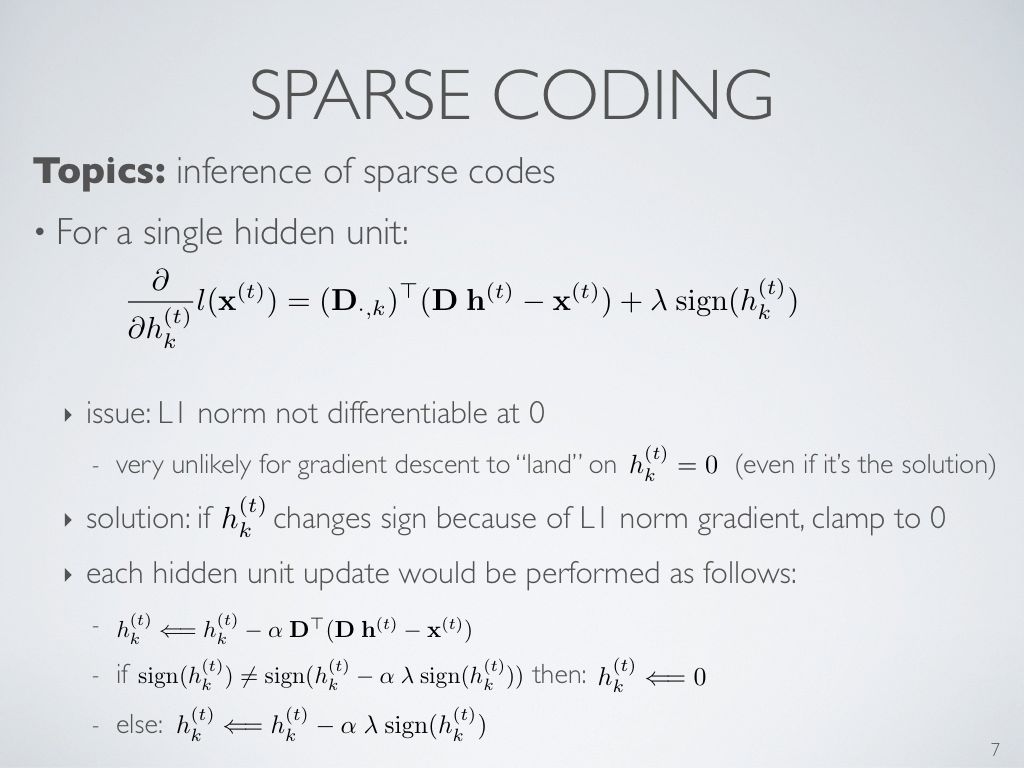 SPARSE CODING
Topics: inference of sparse codes
• For a single hidden unit:
$\frac{\partial}{\partial h_k^{(t)}} l(\mathbf{x}^{(t)}) = (\mathbf{D}_{\cdot,k})^\top (\mathbf{D}\ \mathbf{h}^{(t)} - \mathbf{x}^{(t)}) + \lambda\ \mathrm{sign}(h_k^{(t)})$
‣ issue: L1 norm not differentiable at 0
- very unlikely for gradient descent to “land” on $h_k^{(t)} = 0$ (even if it’s the solution)
‣ solution: if $h_k^{(t)}$ changes sign because of L1 norm gradient, clamp to 0
‣ each hidden unit update would be performed as follows:
- $h_k^{(t)} \Longleftarrow h_k^{(t)} - \alpha\ \mathbf{D}^\top (\mathbf{D}\ \mathbf{h}^{(t)} - \mathbf{x}^{(t)})$
- if $\mathrm{sign}(h_k^{(t)}) \neq \mathrm{sign}(h_k^{(t)} - \alpha\ \lambda\ \mathrm{sign}(h_k^{(t)}))$ then: $h_k^{(t)} \Longleftarrow 0$
- else: $h_k^{(t)} \Longleftarrow h_k^{(t)} - \alpha\ \lambda\ \mathrm{sign}(h_k^{(t)})$
7